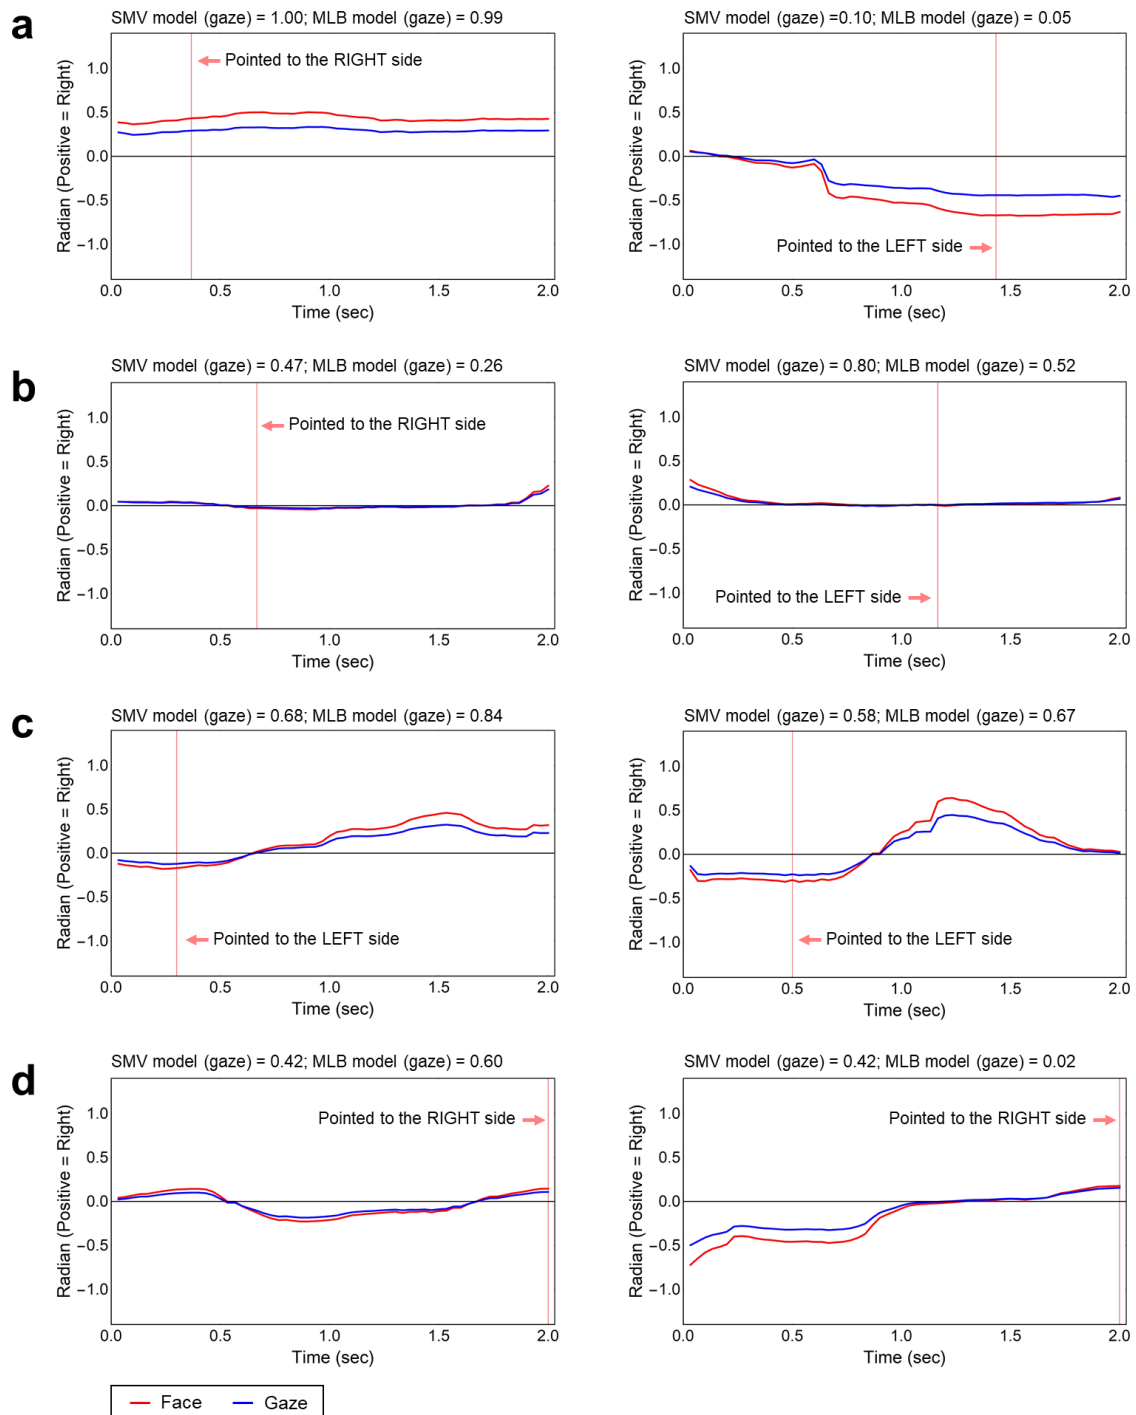 a
SMV model (gaze) = 1.00; MLB model (gaze) = 0.99
Radian (Positive = Right)
1.0
0.5
0.0
−0.5
−1.0
Pointed to the RIGHT side
0.0 0.5 1.0 1.5 2.0
Time (sec)
SMV model (gaze) =0.10; MLB model (gaze) = 0.05
Radian (Positive = Right)
1.0
0.5
0.0
−0.5
−1.0
Pointed to the LEFT side
0.0 0.5 1.0 1.5 2.0
Time (sec)
b
SMV model (gaze) = 0.47; MLB model (gaze) = 0.26
Radian (Positive = Right)
1.0
0.5
0.0
−0.5
−1.0
Pointed to the RIGHT side
0.0 0.5 1.0 1.5 2.0
Time (sec)
SMV model (gaze) = 0.80; MLB model (gaze) = 0.52
Radian (Positive = Right)
1.0
0.5
0.0
−0.5
−1.0
Pointed to the LEFT side
0.0 0.5 1.0 1.5 2.0
Time (sec)
c
SMV model (gaze) = 0.68; MLB model (gaze) = 0.84
Radian (Positive = Right)
1.0
0.5
0.0
−0.5
−1.0
Pointed to the LEFT side
0.0 0.5 1.0 1.5 2.0
Time (sec)
SMV model (gaze) =0.58; MLB model (gaze) = 0.67
Radian (Positive = Right)
1.0
0.5
0.0
−0.5
−1.0
Pointed to the LEFT side
0.0 0.5 1.0 1.5 2.0
Time (sec)
d
SMV model (gaze) = 0.42; MLB model (gaze) = 0.60
Radian (Positive = Right)
1.0
0.5
0.0
−0.5
−1.0
Pointed to the RIGHT side
0.0 0.5 1.0 1.5 2.0
Time (sec)
SMV model (gaze) = 0.42; MLB model (gaze) = 0.02
Radian (Positive = Right)
1.0
0.5
0.0
−0.5
−1.0
Pointed to the RIGHT side
0.0 0.5 1.0 1.5 2.0
Time (sec)
Face Gaze